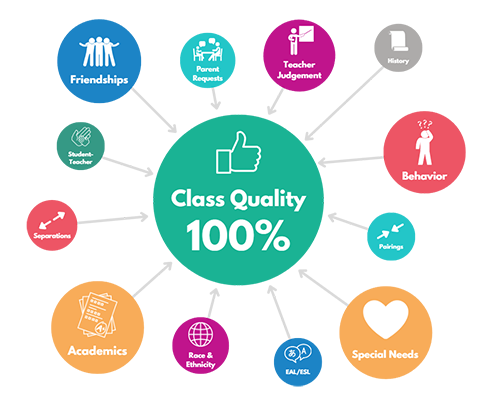 Friendships
Parent
Requests
Teacher
Judgement
History
Student-
Teacher
Behavior
Class Quality
100%
Separations
Pairings
A+
Academics
Race &
Ethnicity
あ A
EAL/ESL
Special Needs
???